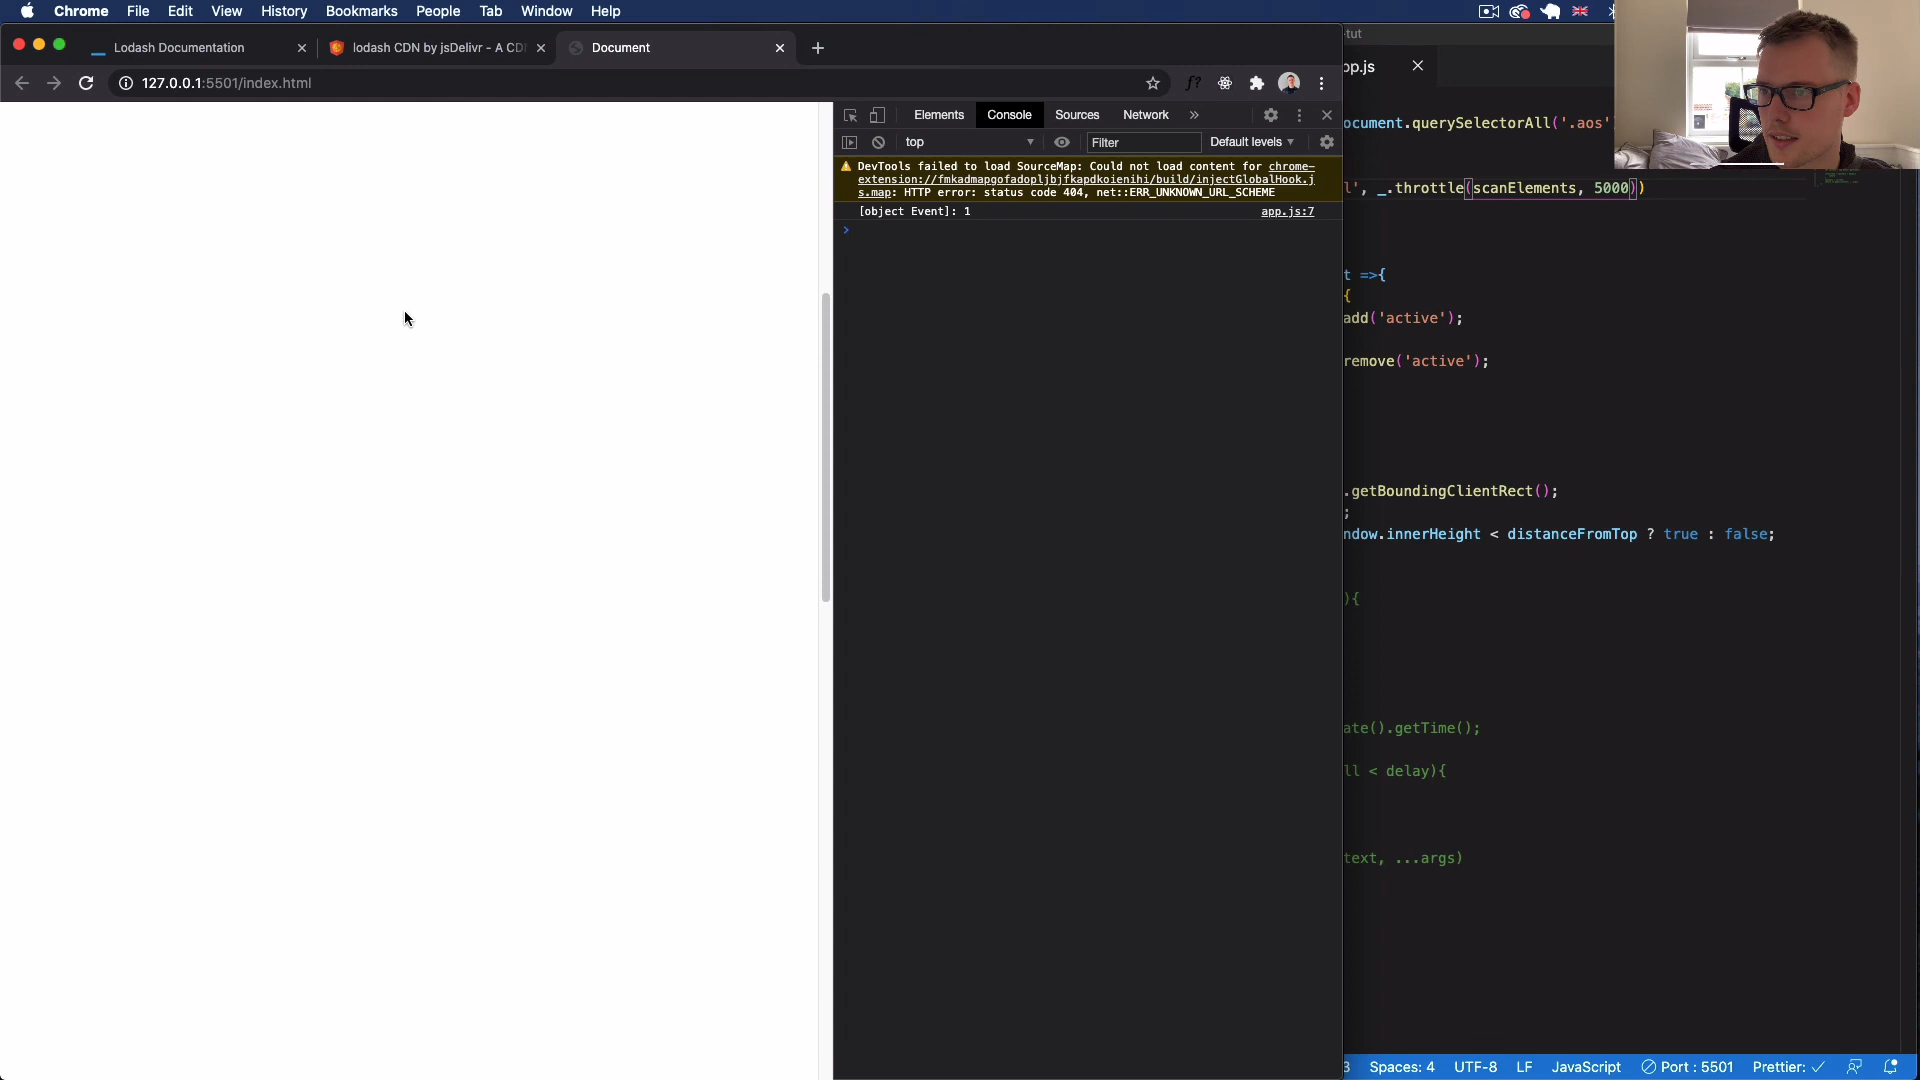 Chrome File Edit View History Bookmarks People Tab Window Help
Lodash Documentation
lodash CDN by jsDelivr - A CD
Document
127.0.0.1:5501/index.html
Elements Console Sources Network »
top
Filter
Default levels
DevTools failed to load SourceMap: Could not load content for chrome-
extension://fmkadmapgofadopljbjfkapdkoienihi/build/injectGlobalHook.j
s.map: HTTP error: status code 404, net::ERR_UNKNOWN_URL_SCHEME
[object Event]: 1 app.js:7
-tut
pp.js
ocument.querySelectorAll('.aos'
l', _.throttle(scanElements, 5000))
t =>{
{
add('active');
remove('active');
.getBoundingClientRect();
;
ndow.innerHeight < distanceFromTop ? true : false;
){
ate().getTime();
ll < delay){
text, ...args)
3 Spaces: 4 UTF-8 LF JavaScript Port : 5501 Prettier: ✓